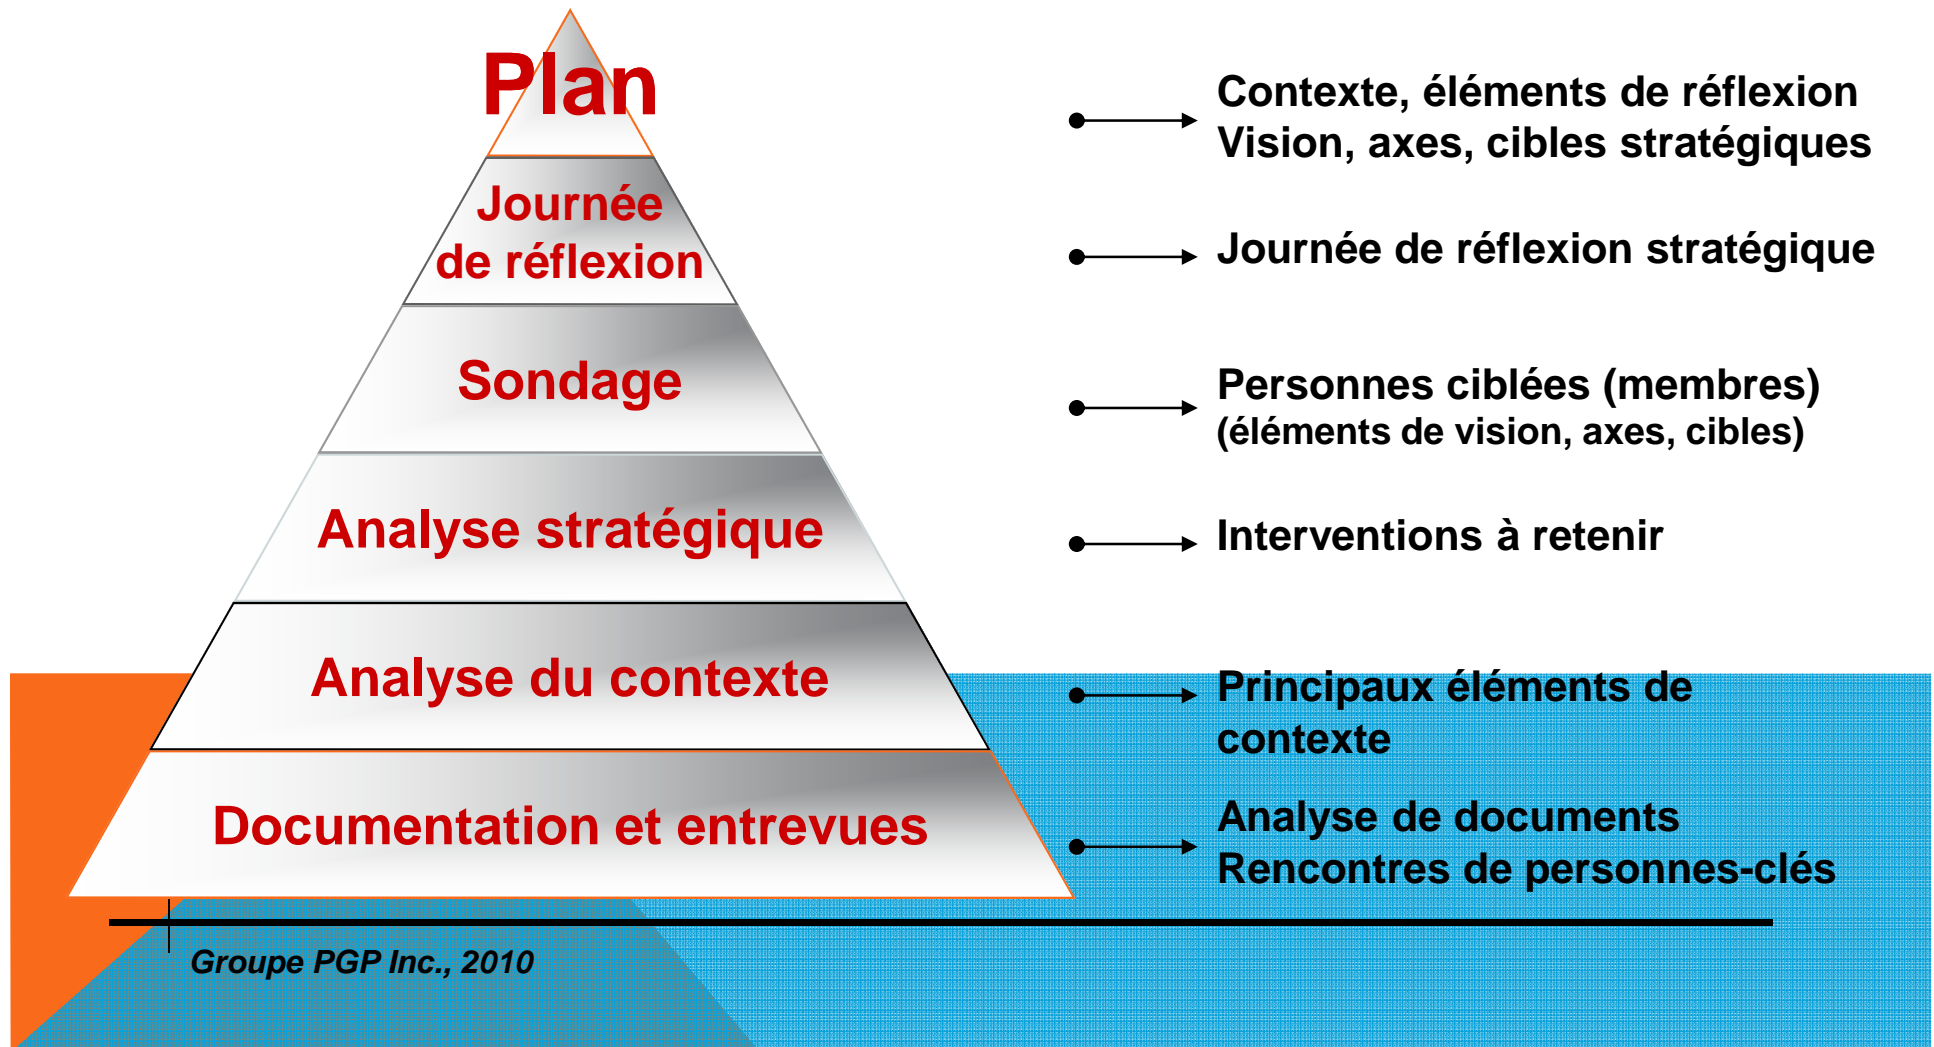 Plan
Contexte, éléments de réflexion
Vision, axes, cibles stratégiques
Journée
de réflexion
Journée de réflexion stratégique
Sondage
Personnes ciblées (membres)
(éléments de vision, axes, cibles)
Analyse stratégique
Interventions à retenir
Analyse du contexte
Principaux éléments de
contexte
Documentation et entrevues
Analyse de documents
Rencontres de personnes-clés
Groupe PGP Inc., 2010